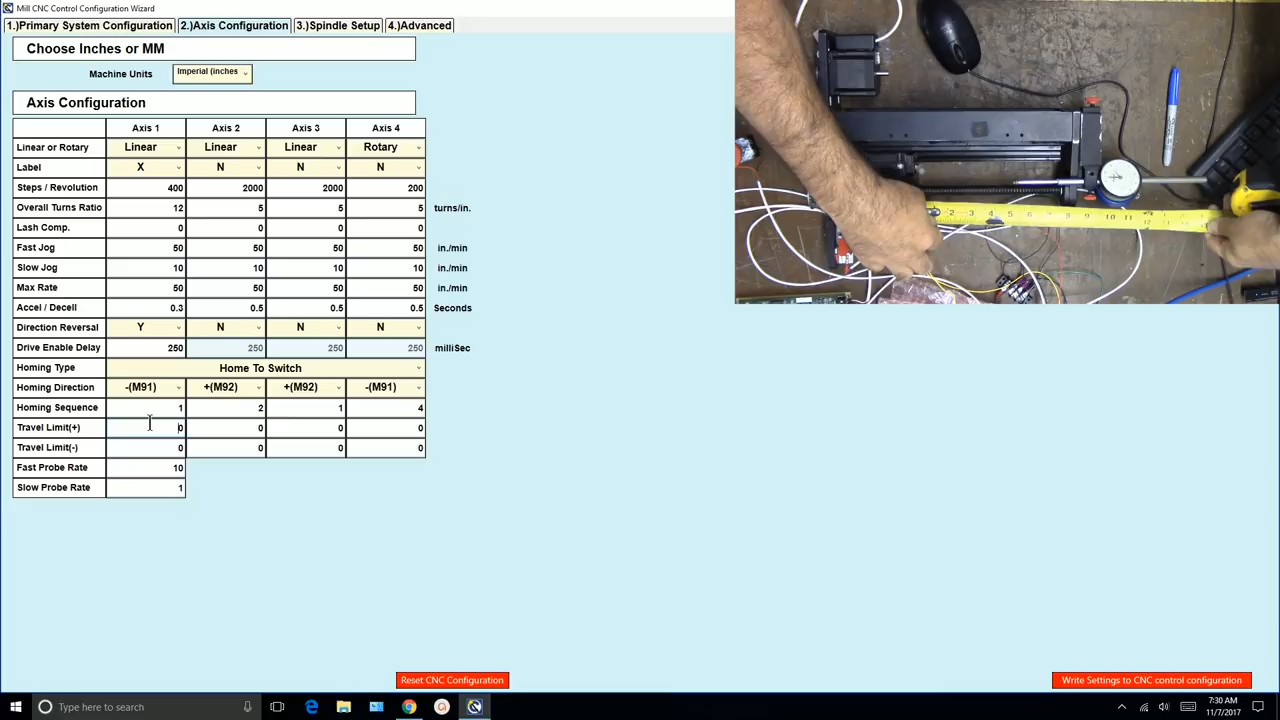 Mill CNC Control Configuration Wizard
1.)Primary System Configuration 2.)Axis Configuration 3.)Spindle Setup 4.)Advanced
Choose Inches or MM
Machine Units Imperial (inches
Axis Configuration
Axis 1 Axis 2 Axis 3 Axis 4
Linear or Rotary Linear Linear Linear Rotary
Label X N N N
Steps / Revolution 400 2000 2000 200
Overall Turns Ratio 12 5 5 5 turns/in.
Lash Comp. 0 0 0 0
Fast Jog 50 50 50 50 in./min
Slow Jog 10 10 10 10 in./min
Max Rate 50 50 50 50 in./min
Accel / Decell 0.3 0.5 0.5 0.5 Seconds
Direction Reversal Y N N N
Drive Enable Delay 250 250 250 250 milliSec
Homing Type Home To Switch
Homing Direction -(M91) +(M92) +(M92) -(M91)
Homing Sequence 1 2 1 4
Travel Limit(+) 0 0 0 0
Travel Limit(-) 0 0 0 0
Fast Probe Rate 10
Slow Probe Rate 1
Reset CNC Configuration Write Settings to CNC control configuration
Type here to search
7:30 AM
11/7/2017